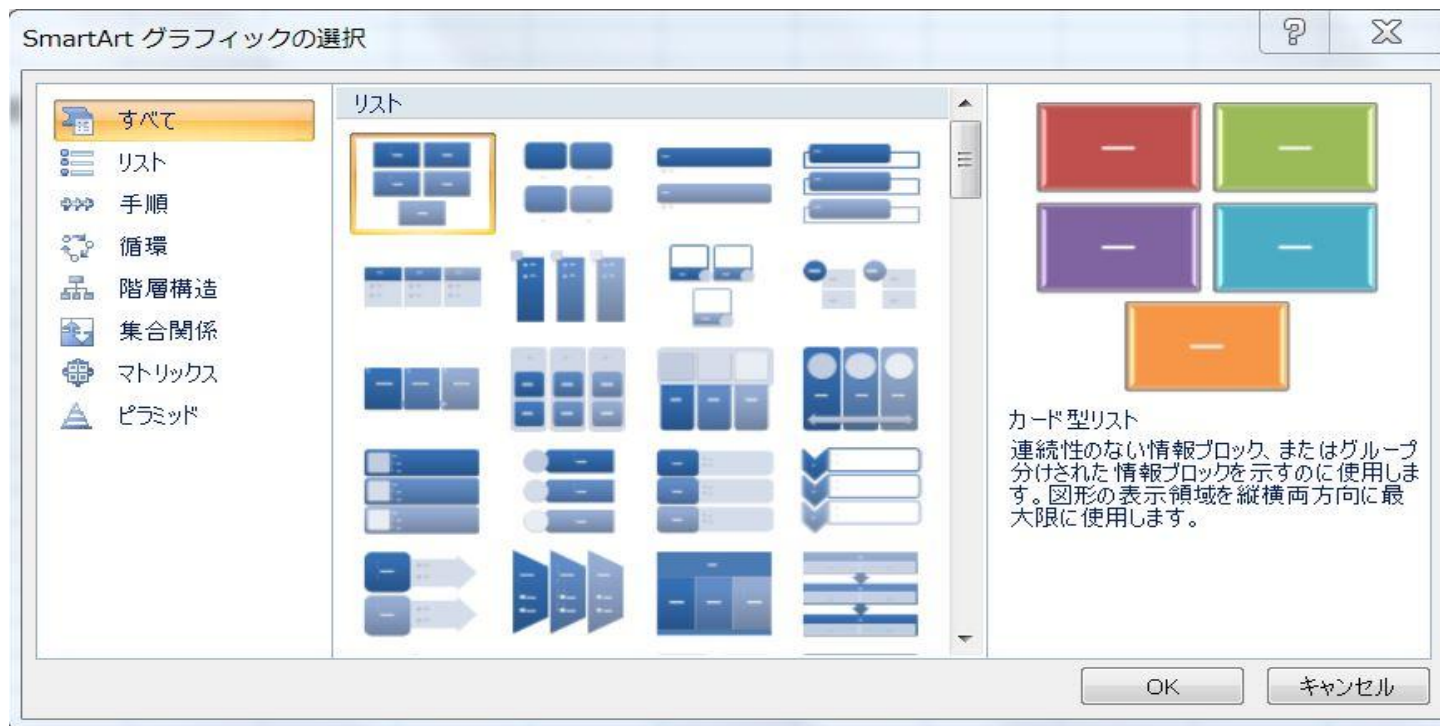 SmartArt グラフィックの選択
すべて
リスト
手順
循環
階層構造
集合関係
マトリックス
ピラミッド
リスト
カード型リスト
連続性のない情報ブロック、またはグループ
分けされた情報ブロックを示すのに使用しま
す。図形の表示領域を縦横両方向に最
大限に使用します。
OK
キャンセル